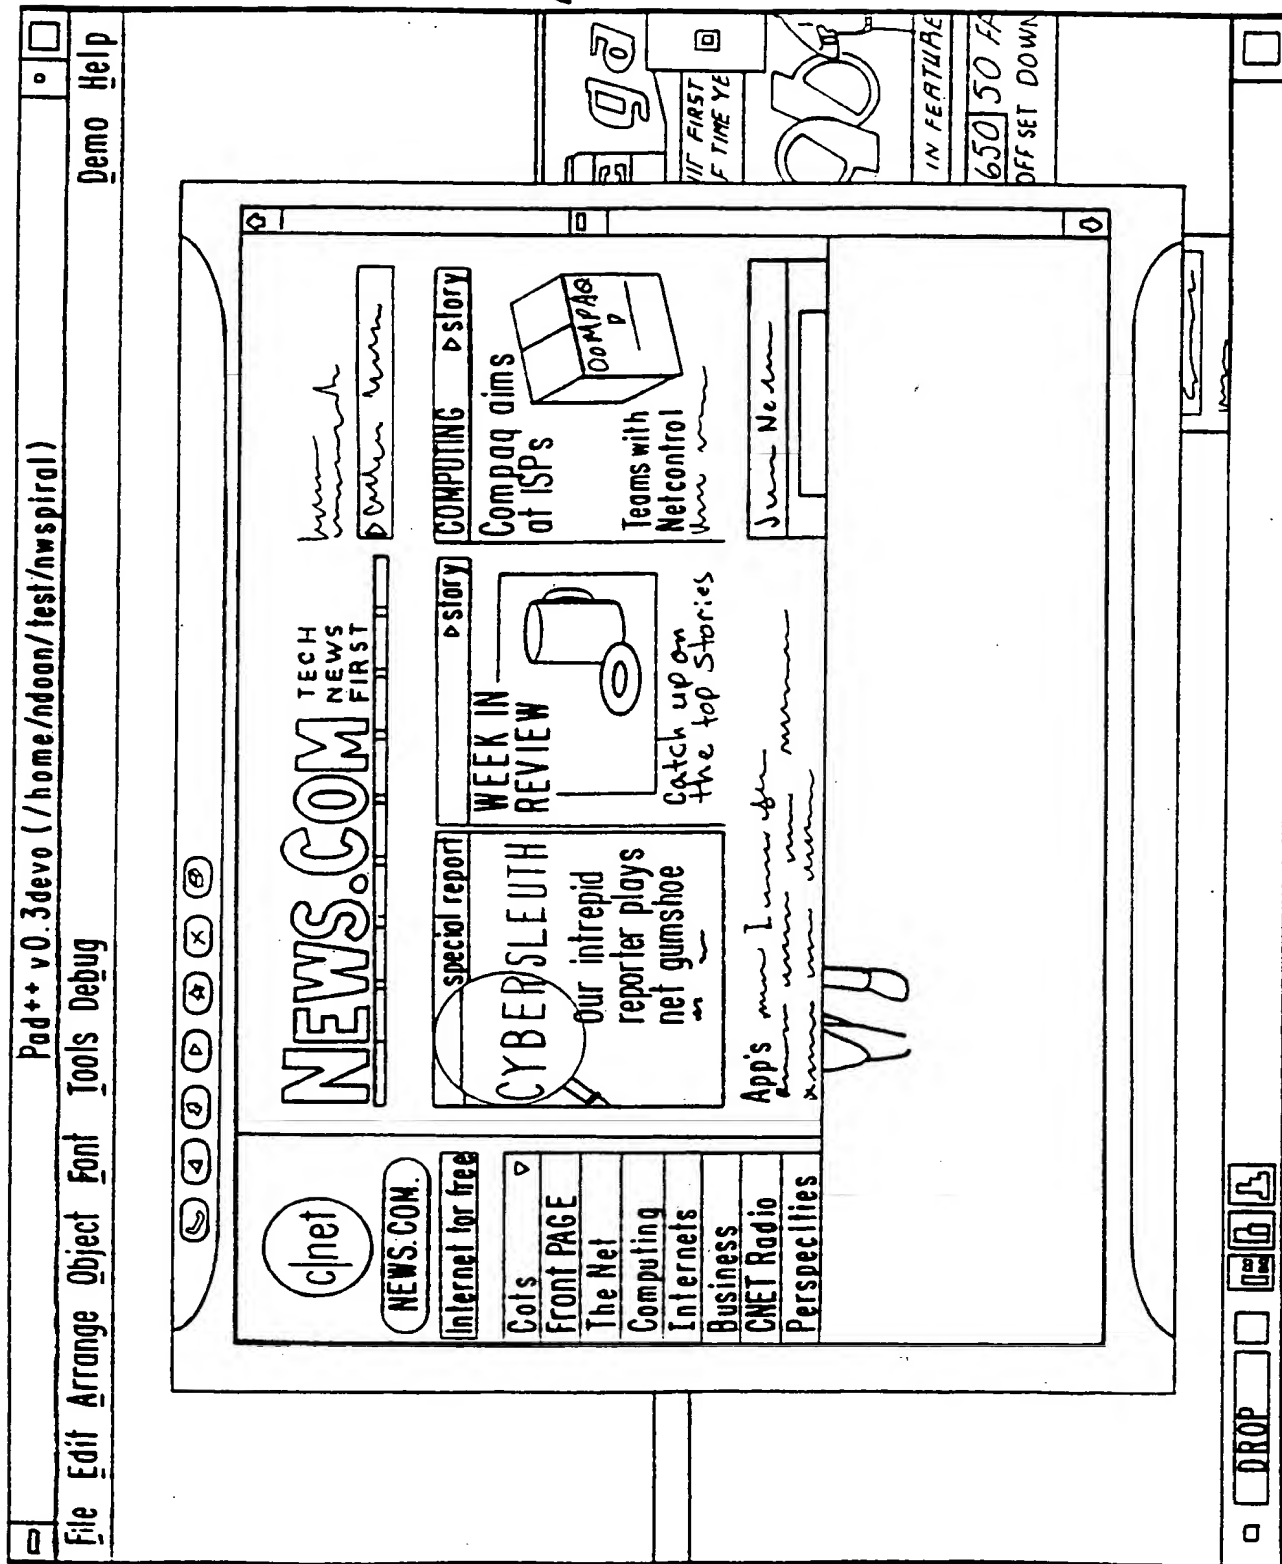 Pad++ v0.3devo (/home/ndoan/test/nwspiral)
File Edit Arrange Object Font Tools Debug Demo Help
c|net
NEWS.COM.
Internet for free
Cots
FrONT PAGE
The Net
Computing
Internets
Business
CNET Radio
Perspecities
NEWS.COM
TECH
NEWS
FIRST
special report
CYBERSLEUTH
our intrepid
reporter plays
net gumshoe
story
WEEK IN
REVIEW
Catch up on
the top Stories
COMPUTING story
Compaq aims
at ISPs
OOMPAQ
Teams with
Netcontrol
App's
IN FEATURE
FIRST
F TIME YE
650 50 FA
OFF SET DOWN
DROP